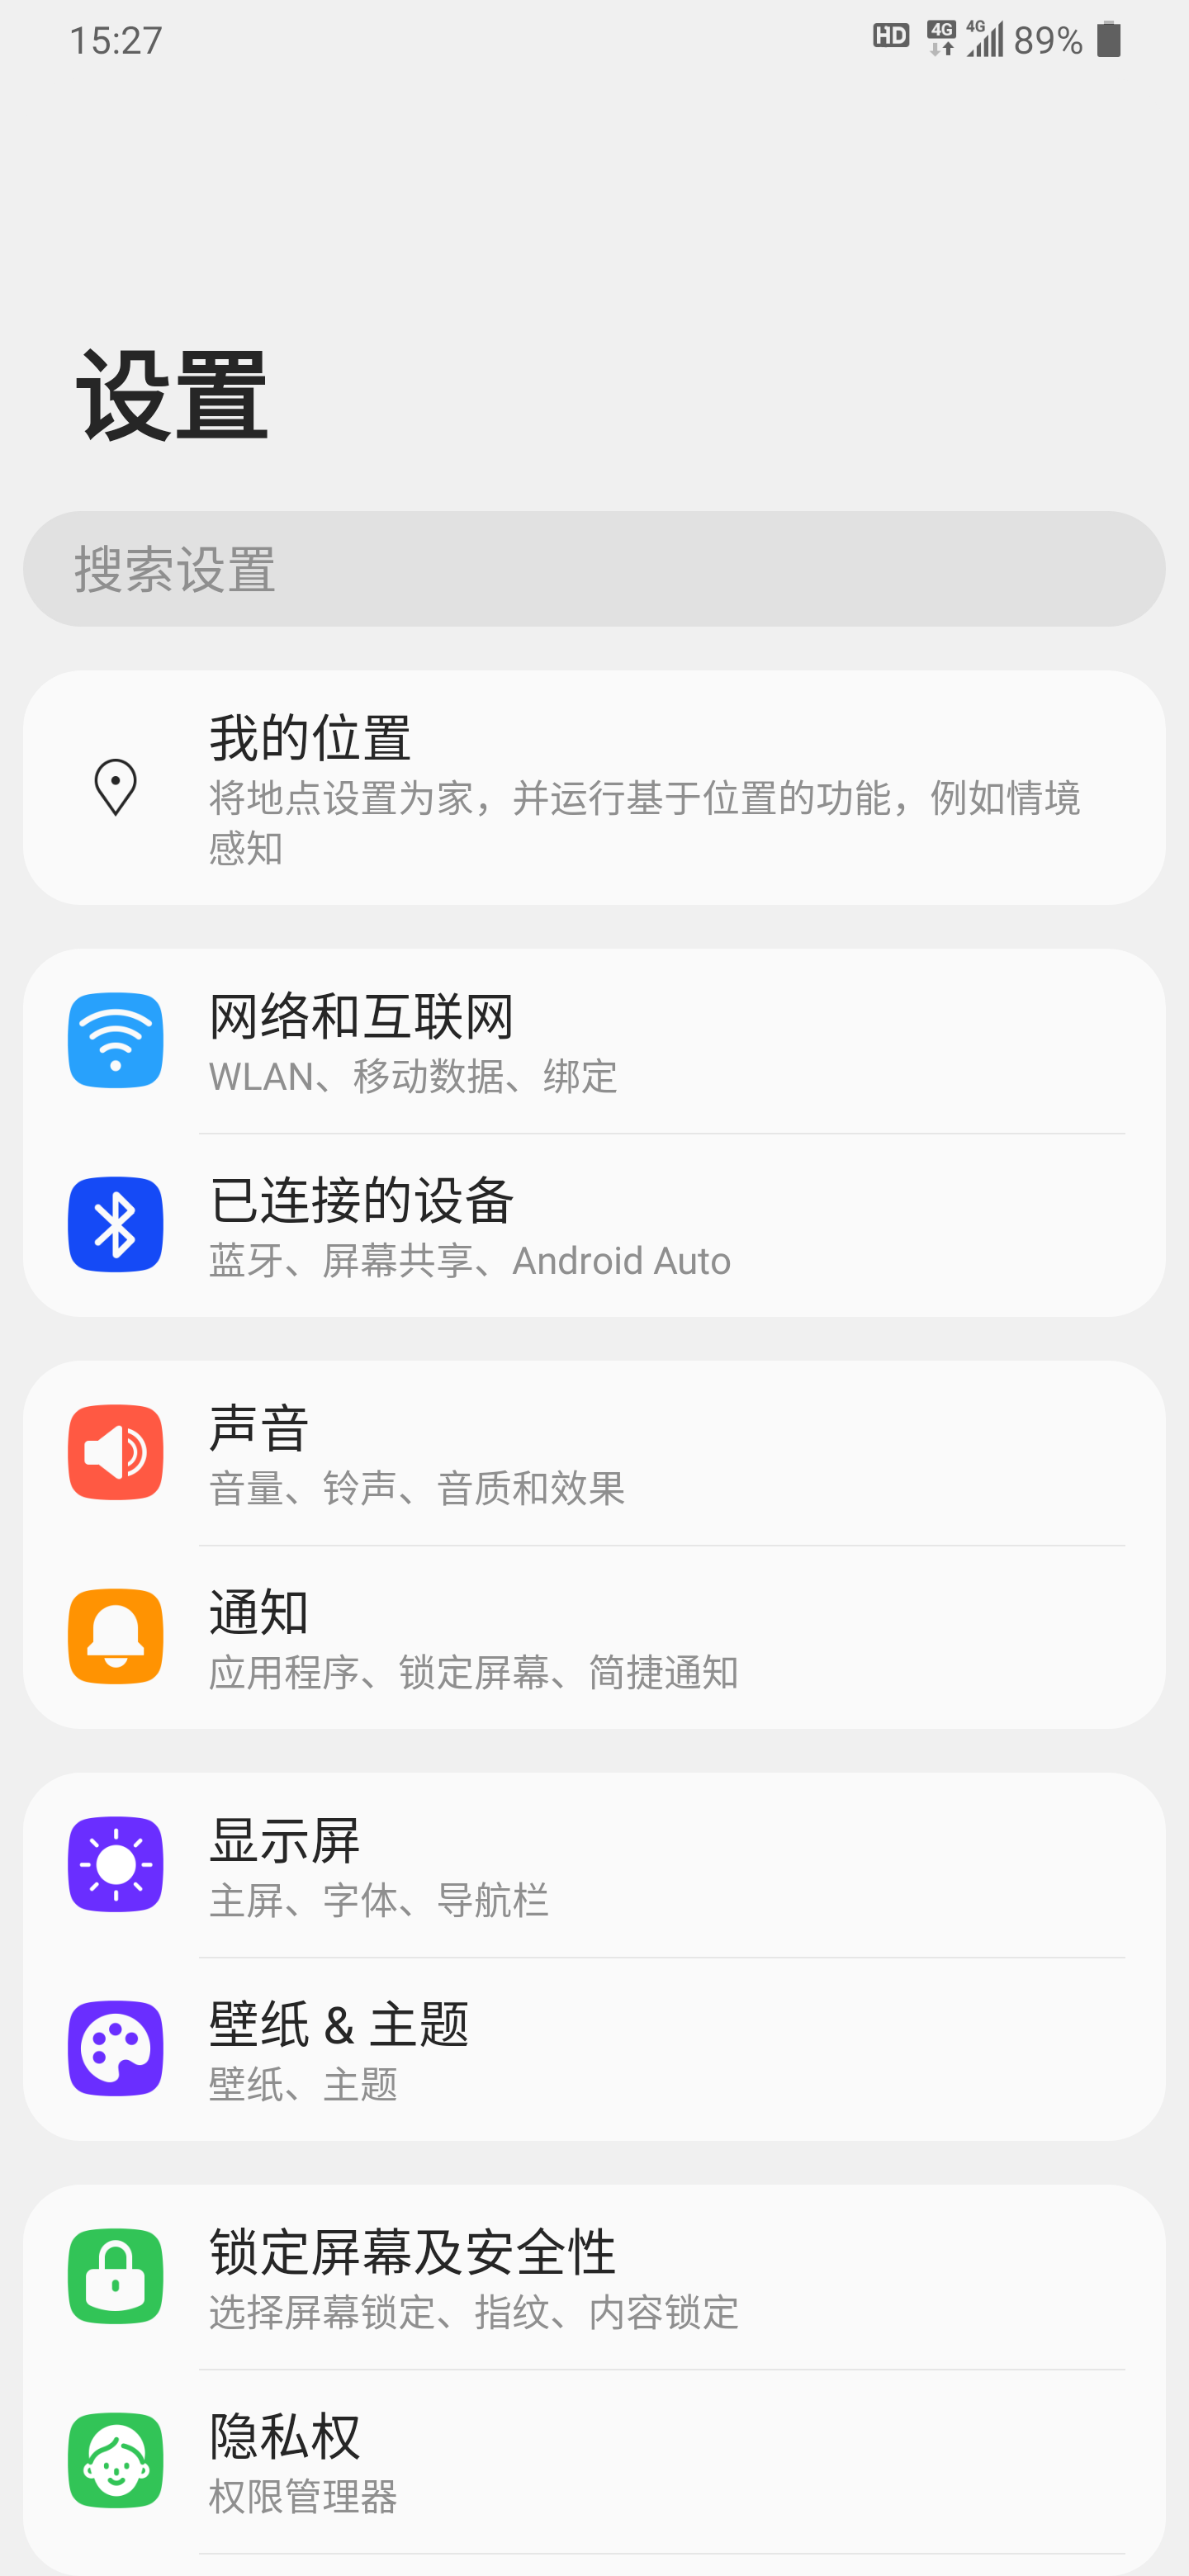 15:27
HD 4G 4G 89%
设置
搜索设置
我的位置
将地点设置为家，并运行基于位置的功能，例如情境
感知
网络和互联网
WLAN、移动数据、绑定
已连接的设备
蓝牙、屏幕共享、Android Auto
声音
音量、铃声、音质和效果
通知
应用程序、锁定屏幕、简捷通知
显示屏
主屏、字体、导航栏
壁纸 & 主题
壁纸、主题
锁定屏幕及安全性
选择屏幕锁定、指纹、内容锁定
隐私权
权限管理器